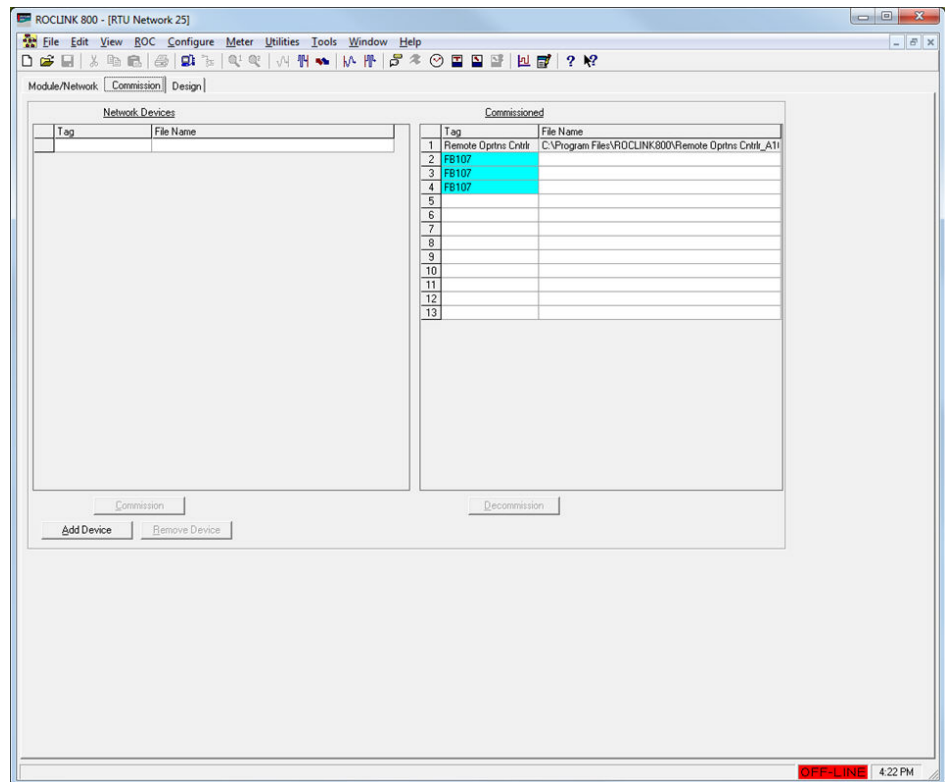 ROCLINK 800 - [RTU Network 25]
File Edit View ROC Configure Meter Utilities Tools Window Help
Module/Network Commission Design
Network Devices
Tag File Name
Commissioned
Tag File Name
1 Remote Oprtns Cntrlr C:\Program Files\ROCLINK800\Remote Oprtns Cntrlr_A1
2 FB107
3 FB107
4 FB107
5
6
7
8
9
10
11
12
13
Commission
Decommission
Add Device Remove Device
OFF-LINE 4:22 PM